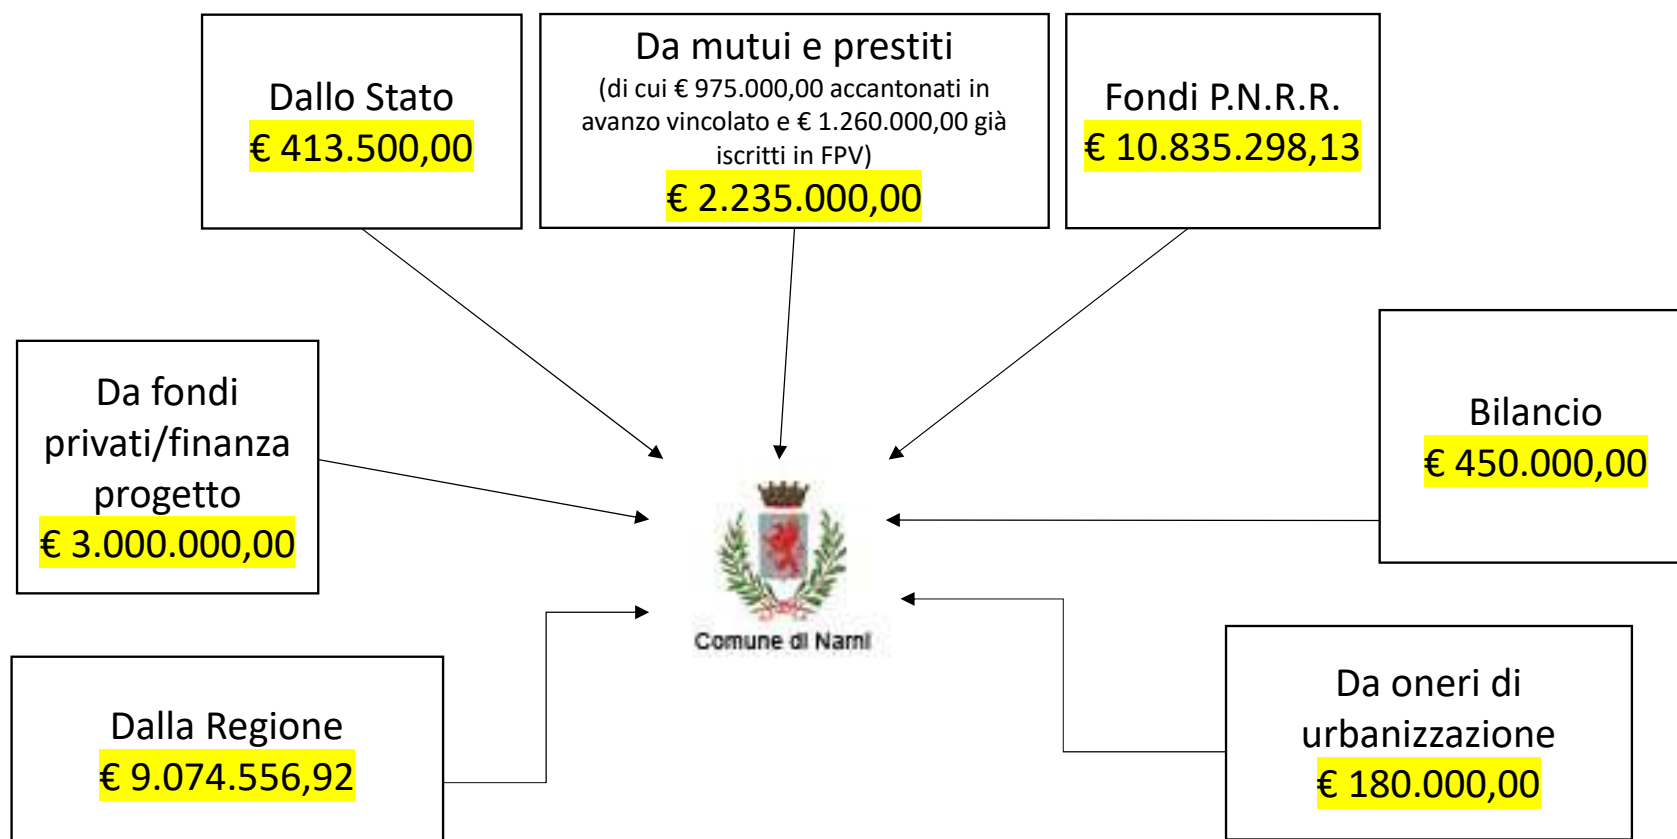 Dallo Stato
€ 413.500,00
Da mutui e prestiti
(di cui € 975.000,00 accantonati in
avanzo vincolato e € 1.260.000,00 già
iscritti in FPV)
€ 2.235.000,00
Fondi P.N.R.R.
€ 10.835.298,13
Da fondi
privati/finanza
progetto
€ 3.000.000,00
Bilancio
€ 450.000,00
Comune di Narni
Dalla Regione
€ 9.074.556,92
Da oneri di
urbanizzazione
€ 180.000,00